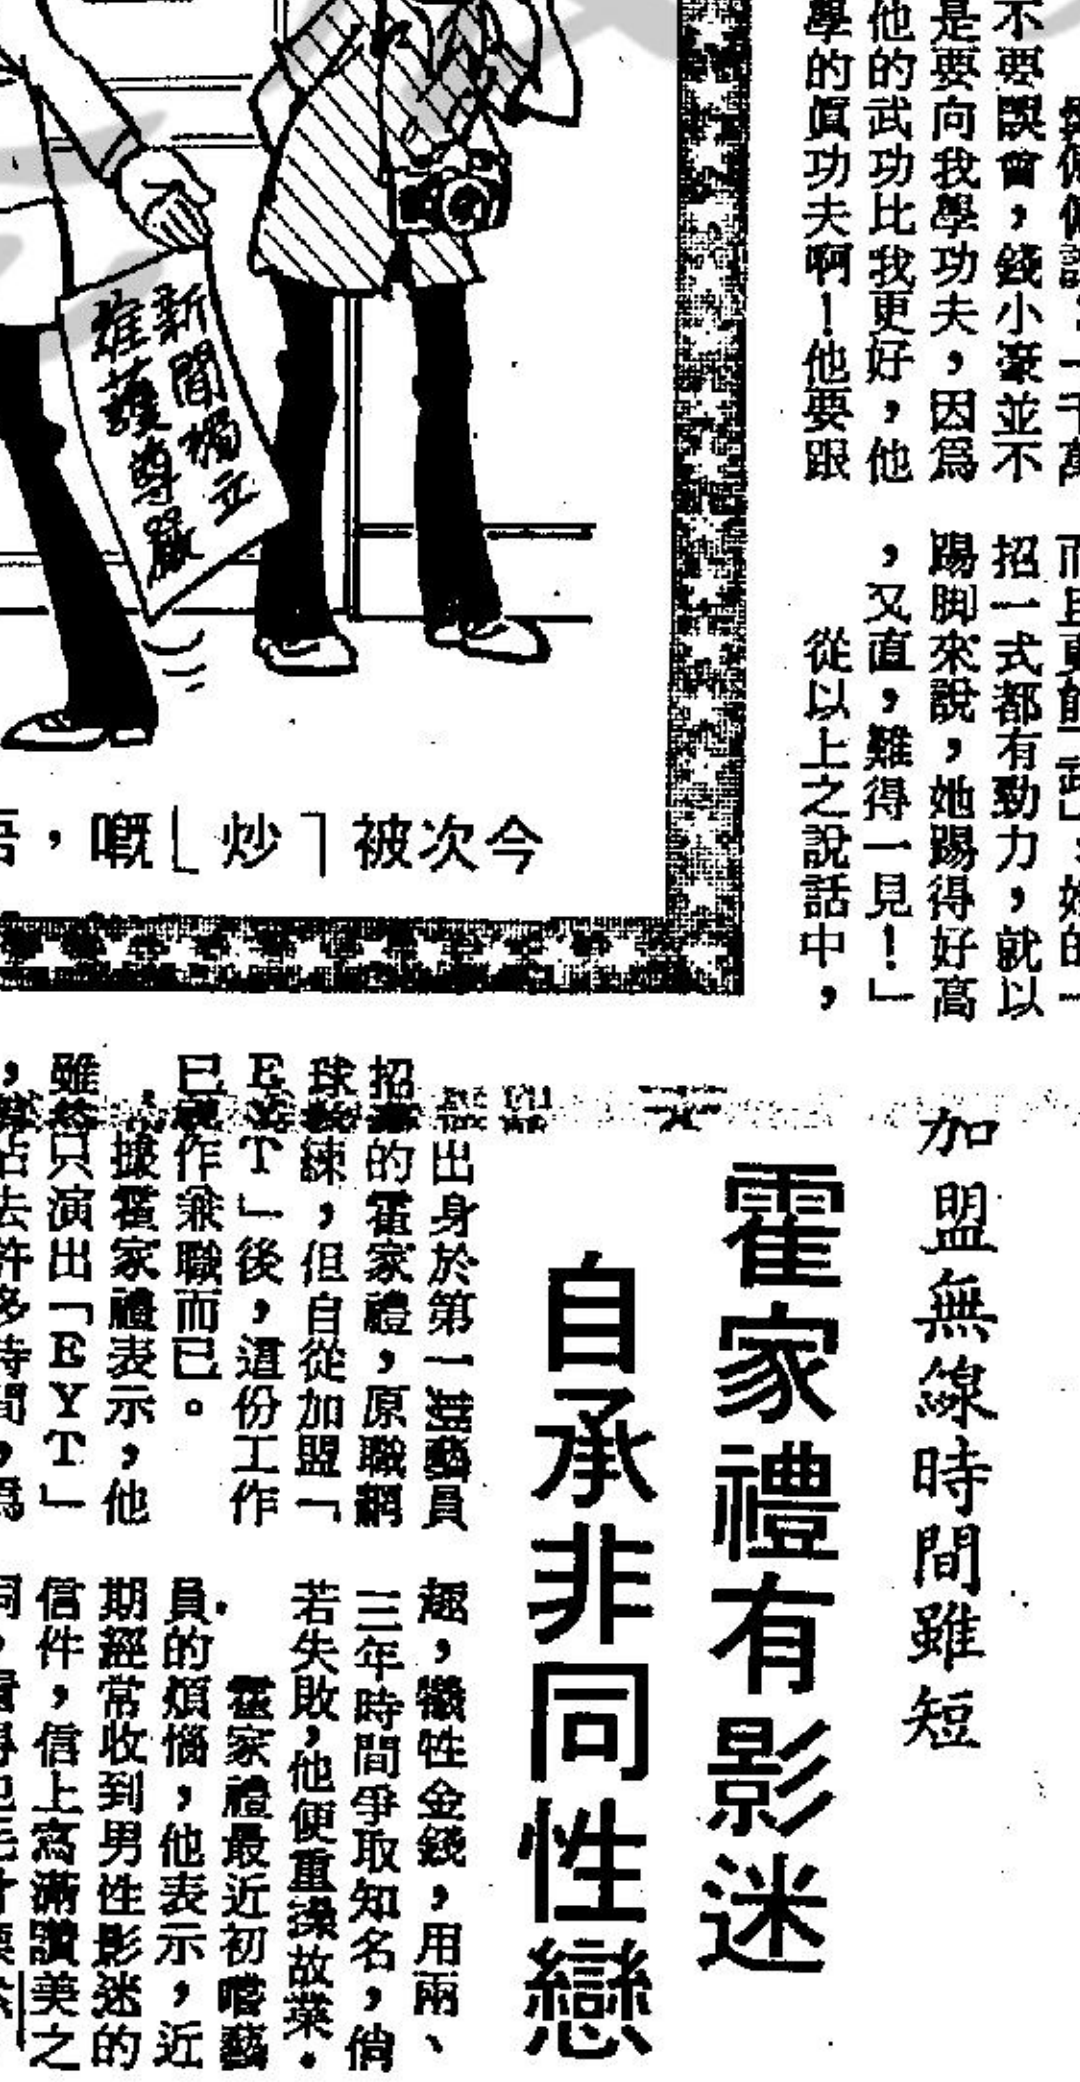 不要誤會，錢小豪並不
是要向我學功夫，因爲
他的武功比我更好，他
學的眞功夫啊！他要跟
招一式都有勁力，就以
踢脚來說，她踢得好高
，又直，難得一見！」
從以上之說話中，
新聞獨立
維護尊嚴
今次被「炒」嘅，
加盟無線時間雖短
霍家禮有影迷
自承非同性戀
出身於第一屆藝員
招募的霍家禮，原職網
球敎練，但自從加盟「
EYT」後，這份工作
已視作兼職而已。
據霍家禮表示，他
雖然只演出「EYT」
趣，犧牲金錢，用兩、
三年時間爭取知名，倘
若失敗，他便重操故業。
霍家禮最近初嚐藝
員的煩惱，他表示，近
期經常收到男性影迷的
信件，信上寫滿讚美之